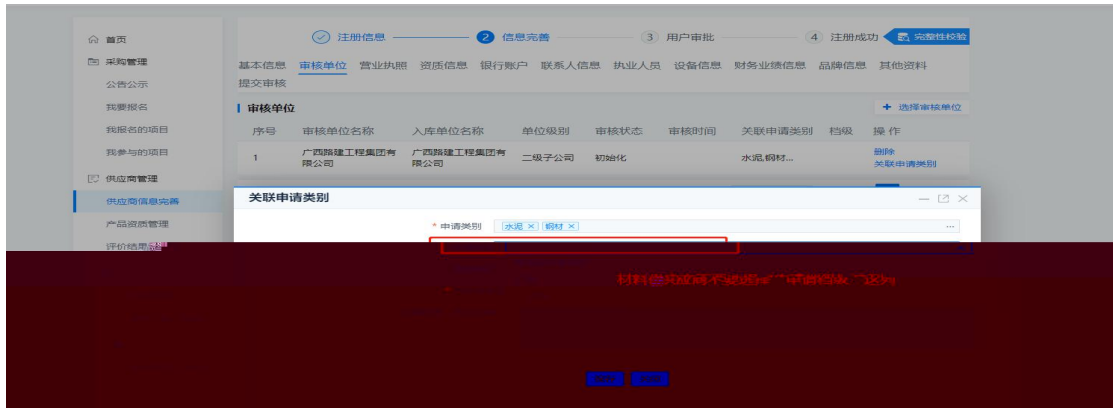 首页
注册信息
2 信息完善
3 用户审批
4 注册成功
完整性校验
采购管理
公告公示
我要报名
我报名的项目
我参与的项目
供应商管理
供应商信息完善
产品资质管理
评价结果
基本信息 审核单位 营业执照 资质信息 银行账户 联系人信息 执业人员 设备信息 财务业绩信息 品牌信息 其他资料
提交审核
审核单位
+ 选择审核单位
序号 审核单位名称 入库单位名称 单位级别 审核状态 审核时间 关联申请类别 档级 操作
1 广西路建工程集团有限公司 广西路建工程集团有限公司 二级子公司 初始化 水泥,钢材... 删除
关联申请类别
关联申请类别
* 申请类别 水泥 × 钢材 × ...